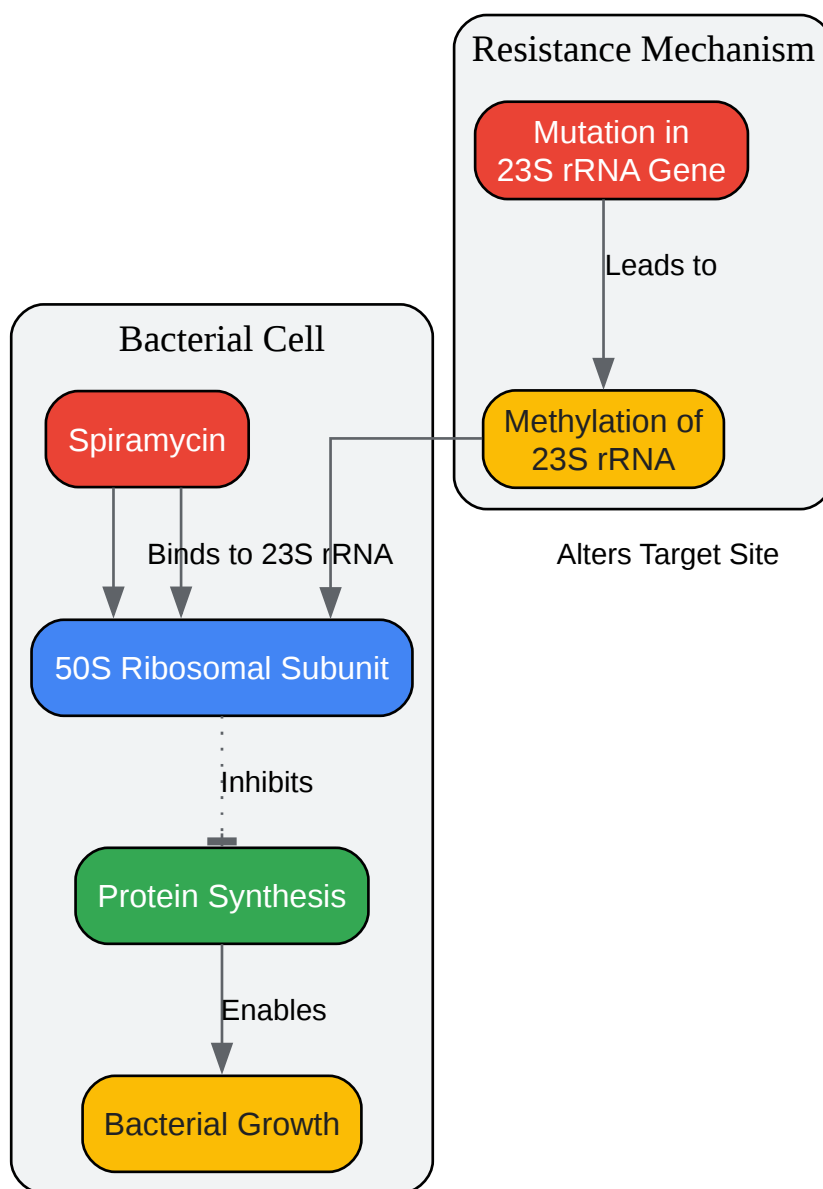 Resistance Mechanism
Mutation in
23S rRNA Gene
Leads to
Bacterial Cell
Spiramycin
Methylation of
23S rRNA
Binds to 23S rRNA
Alters Target Site
50S Ribosomal Subunit
Inhibits
Protein Synthesis
Enables
Bacterial Growth